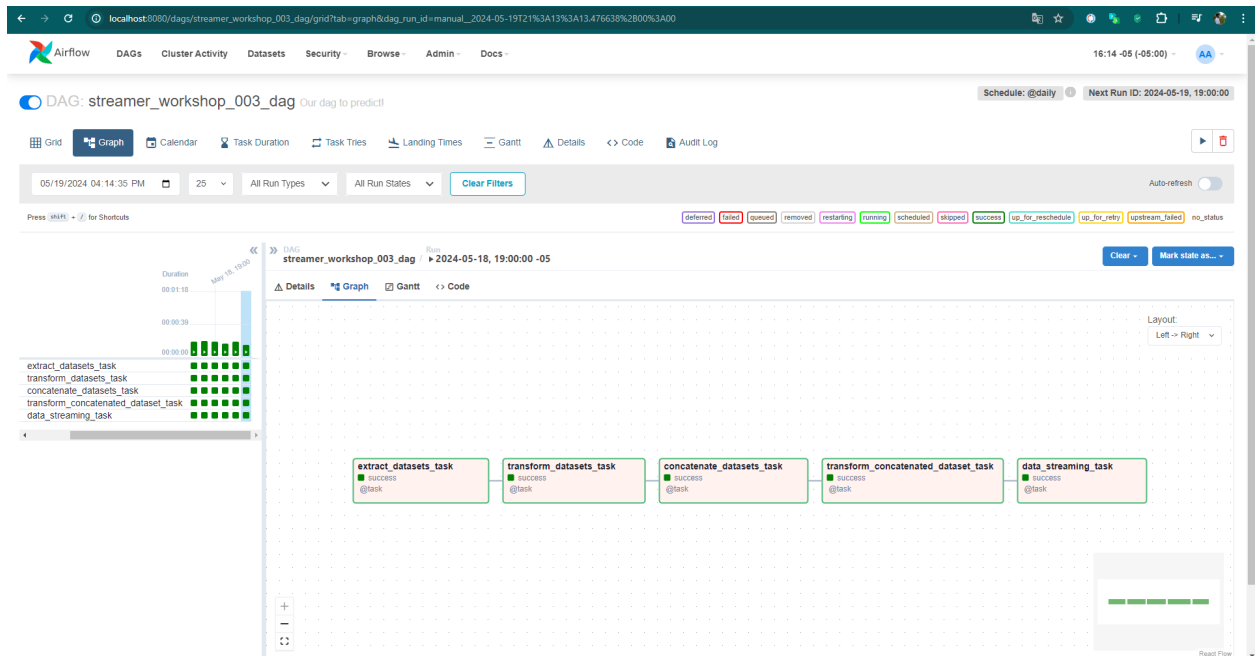 localhost:8080/dags/streamer_workshop_003_dag/grid?tab=graph&dag_run_id=manual__2024-05-19T21%3A13%3A13.476638%2B00%3A00
Airflow DAGs Cluster Activity Datasets Security Browse Admin Docs 16:14 -05 (-05:00) AA
DAG: streamer_workshop_003_dag Our dag to predict! Schedule: @daily Next Run ID: 2024-05-19, 19:00:00
Grid Graph Calendar Task Duration Task Tries Landing Times Gantt Details <> Code Audit Log
05/19/2024 04:14:35 PM 25 All Run Types All Run States Clear Filters Auto-refresh
Press shift + / for Shortcuts deferred failed queued removed restarting running scheduled skipped success up_for_reschedule up_for_retry upstream_failed no_status
DAG Run
streamer_workshop_003_dag / 2024-05-18, 19:00:00 -05 Clear Mark state as...
Details Graph Gantt <> Code
May 18, 19:00
Duration
00:01:18
00:00:39
00:00:00
extract_datasets_task
transform_datasets_task
concatenate_datasets_task
transform_concatenated_dataset_task
data_streaming_task
Layout:
Left -> Right
extract_datasets_task transform_datasets_task concatenate_datasets_task transform_concatenated_dataset_task data_streaming_task
success success success success success
@task @task @task @task @task
React Flow